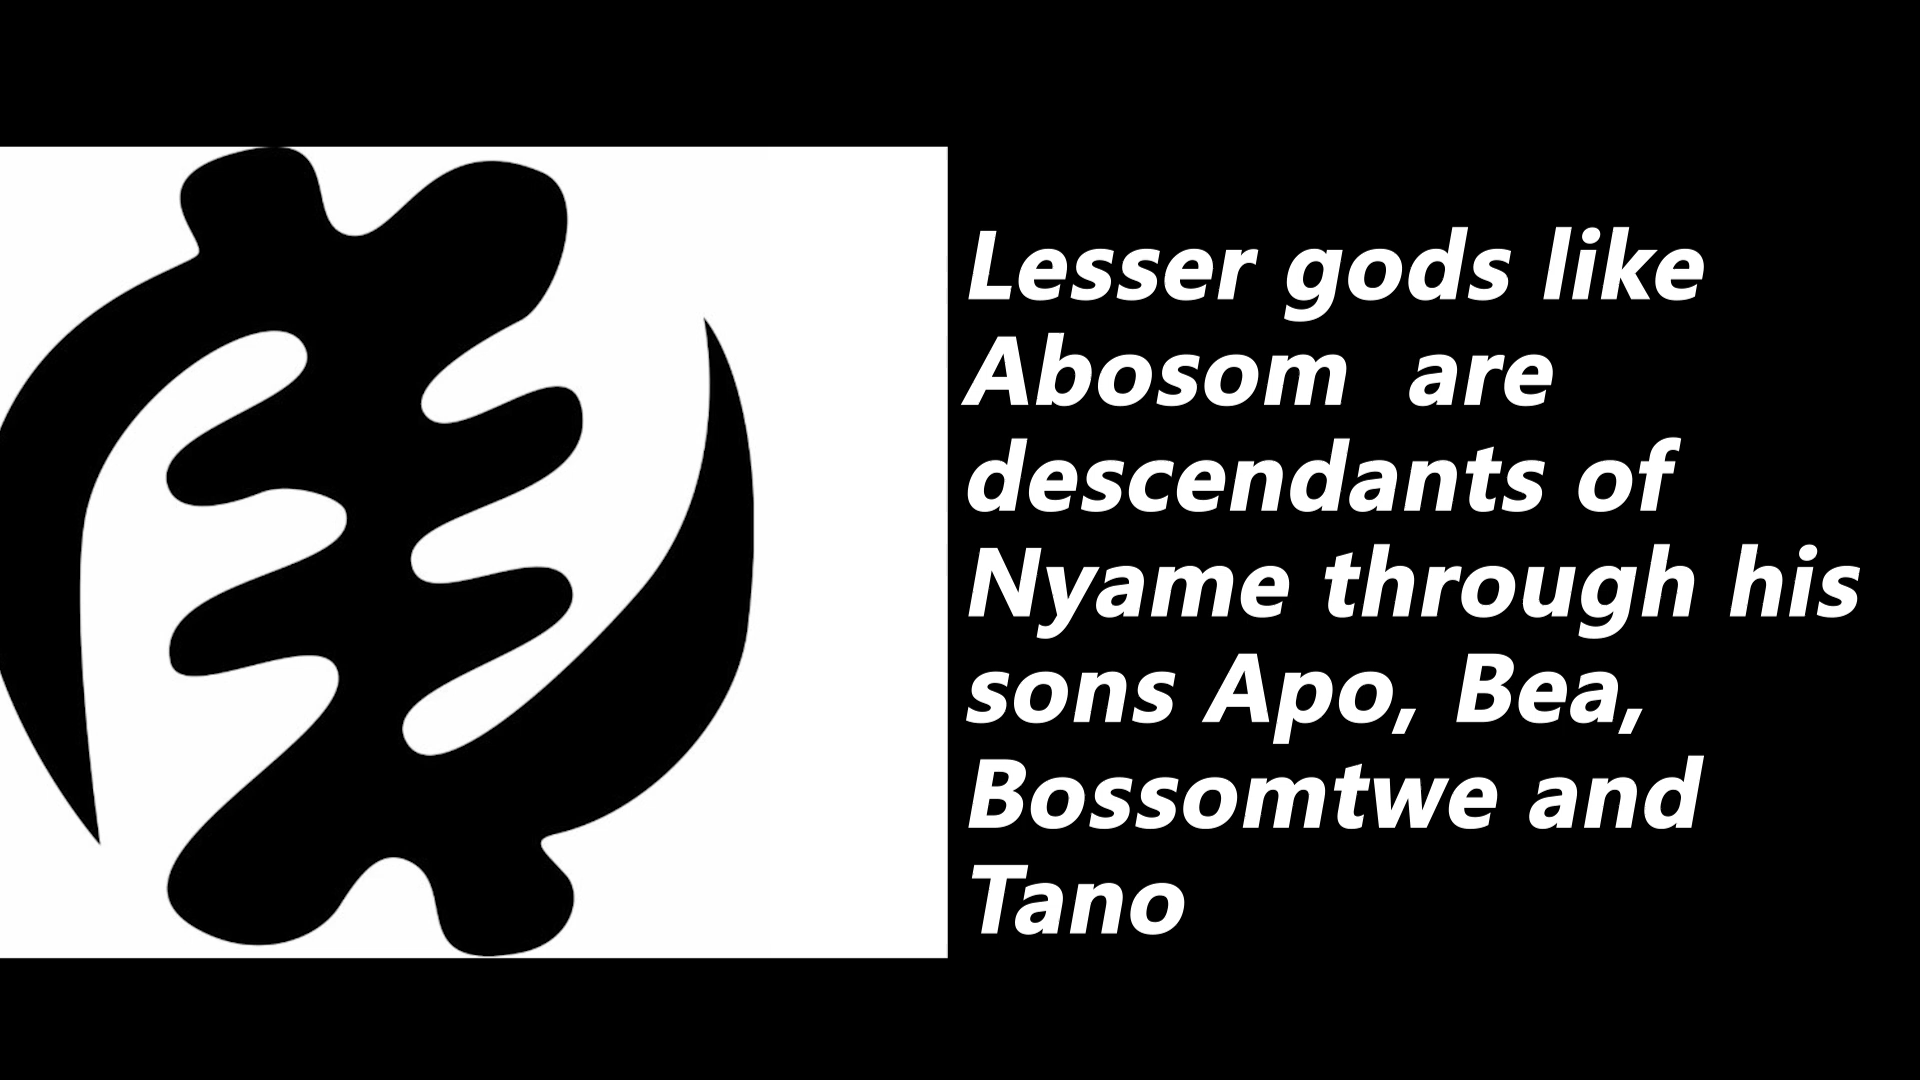 Lesser gods like
Abosom  are
descendants of
Nyame through his
sons Apo, Bea,
Bossomtwe and
Tano